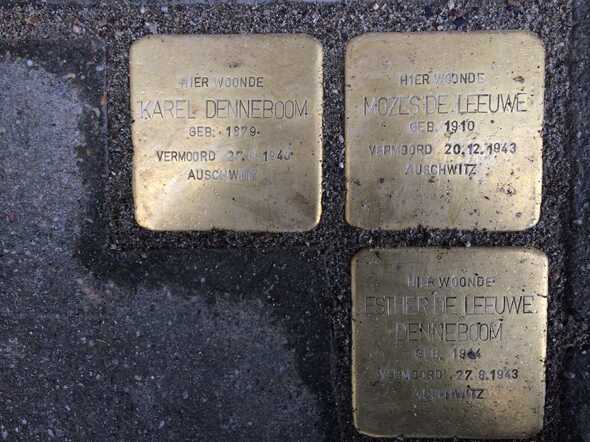 HIER WOONDE
KAREL DENNEBOOM
GEB. 1879
VERMOORD
AUSCHWITZ
HIER WOONDE
MOZES DE LEEUWE
GEB. 1910
VERMOORD 20.12.1943
AUSCHWITZ
HIER WOONDE
ESTHER DE LEEUWE
DENNEBOOM
GEB.
VERMOORD 27.8.1943
AUSCHWITZ